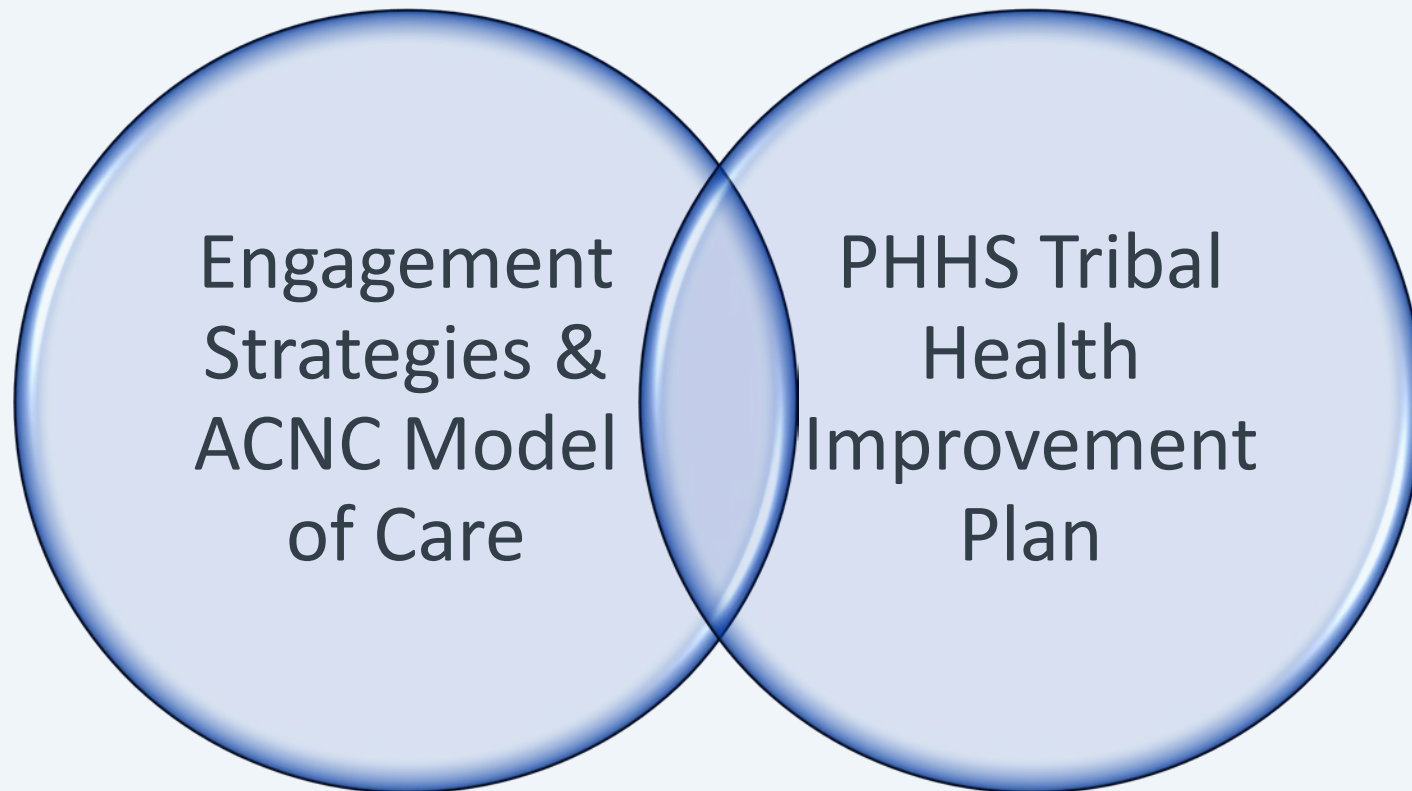 Engagement
Strategies &
ACNC Model
of Care
PHHS Tribal
Health
Improvement
Plan